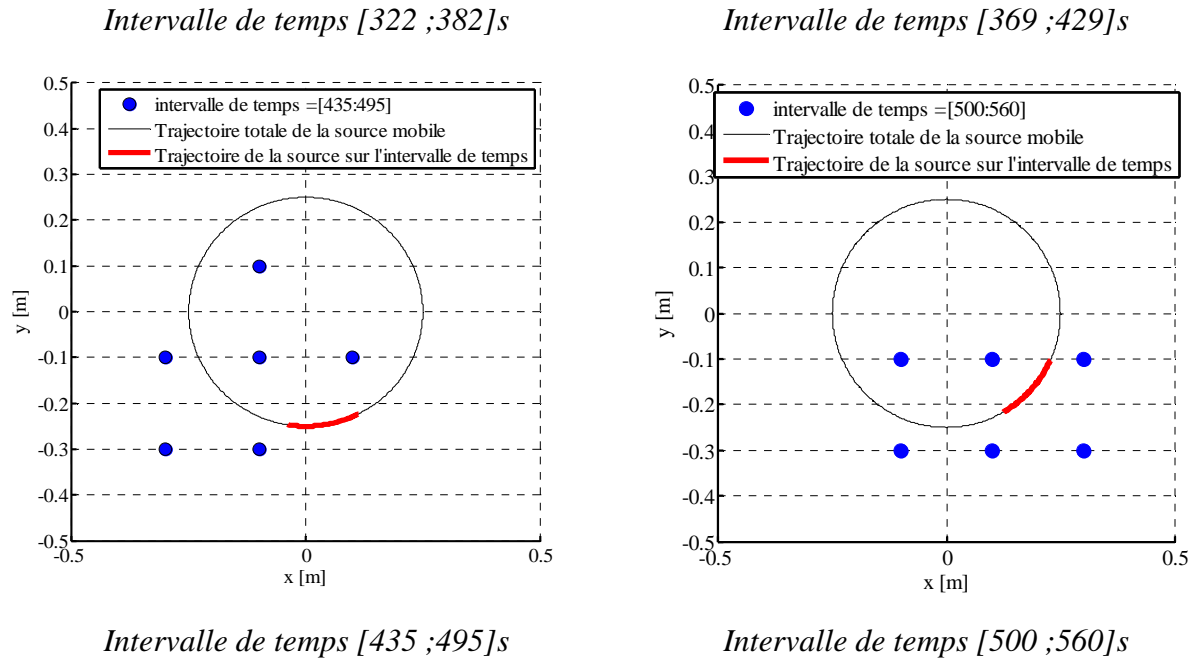 Intervalle de temps [322 ;382]s
Intervalle de temps [369 ;429]s
0.5
0.4
0.3
0.2
0.1
0
-0.1
-0.2
-0.3
-0.4
-0.5
y [m]
intervalle de temps =[435:495]
Trajectoire totale de la source mobile
Trajectoire de la source sur l'intervalle de temps
-0.5
0
0.5
x [m]
0.5
0.4
0.3
0.2
0.1
0
-0.1
-0.2
-0.3
-0.4
-0.5
y [m]
intervalle de temps =[500:560]
Trajectoire totale de la source mobile
Trajectoire de la source sur l'intervalle de temps
-0.5
0
0.5
x [m]
Intervalle de temps [435 ;495]s
Intervalle de temps [500 ;560]s